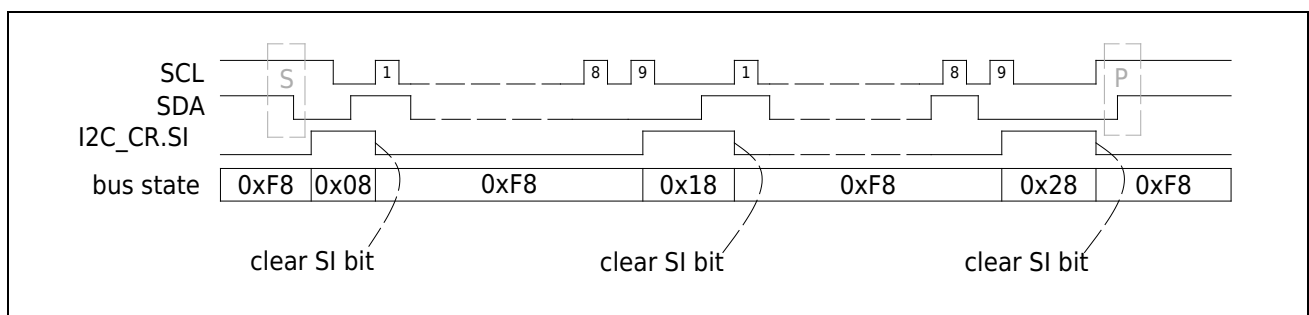 SCL S 1 8 9 1 8 9 P
SDA
I2C_CR.SI
bus state 0xF8 0x08 0xF8 0x18 0xF8 0x28 0xF8
clear SI bit clear SI bit clear SI bit